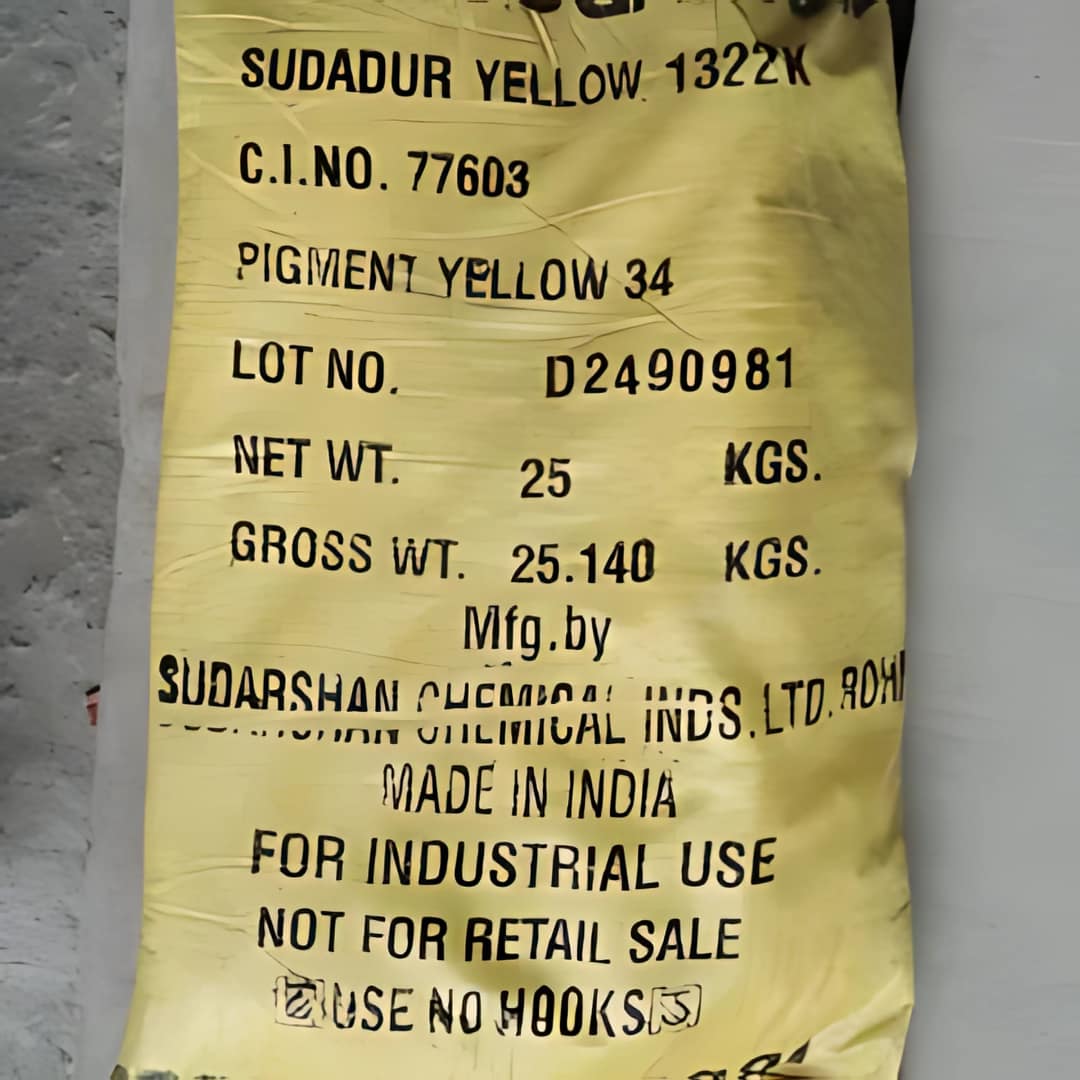 SUDADUR YELLOW 1322K
C.I.NO. 77603
PIGMENT YELLOW 34
LOT NO. D2490981
NET WT. 25 KGS.
GROSS WT. 25.140 KGS.
Mfg.by
SUDARSHAN CHEMICAL INDS.LTD.ROH
MADE IN INDIA
FOR INDUSTRIAL USE
NOT FOR RETAIL SALE
USE NO HOOKS